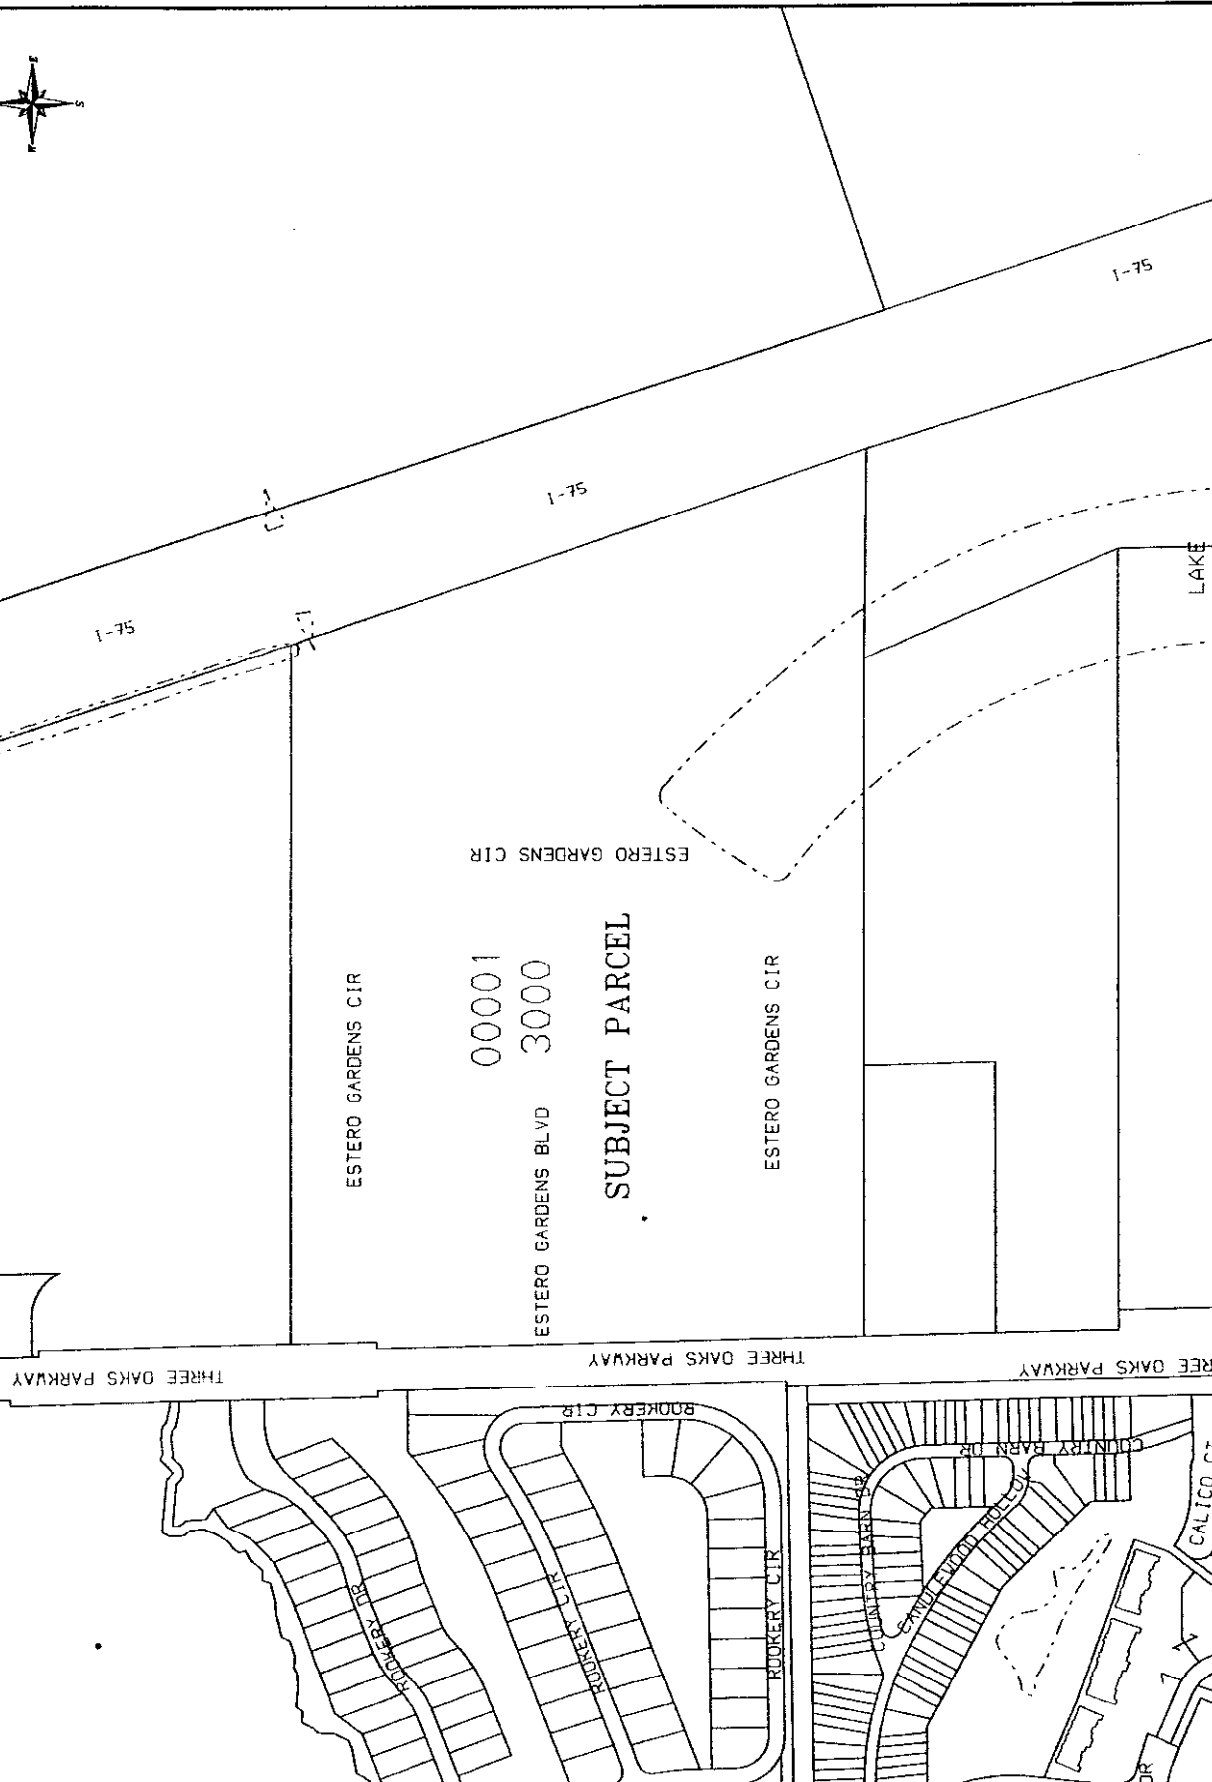 E
S
I-75
I-75
I-75
LAKE
ESTERO GARDENS CIR
ESTERO GARDENS CIR
00001
3000
ESTERO GARDENS BLVD
SUBJECT PARCEL
ESTERO GARDENS CIR
THREE OAKS PARKWAY
THREE OAKS PARKWAY
REE OAKS PARKWAY
ROOKERY CIR
COUNTRY BARN DR
COUNTRY BARN DR
CANDLEWOOD HOLLOW
CALICO CT
ROOKERY DR
ROOKERY CIR
ROOKERY CIR
DR